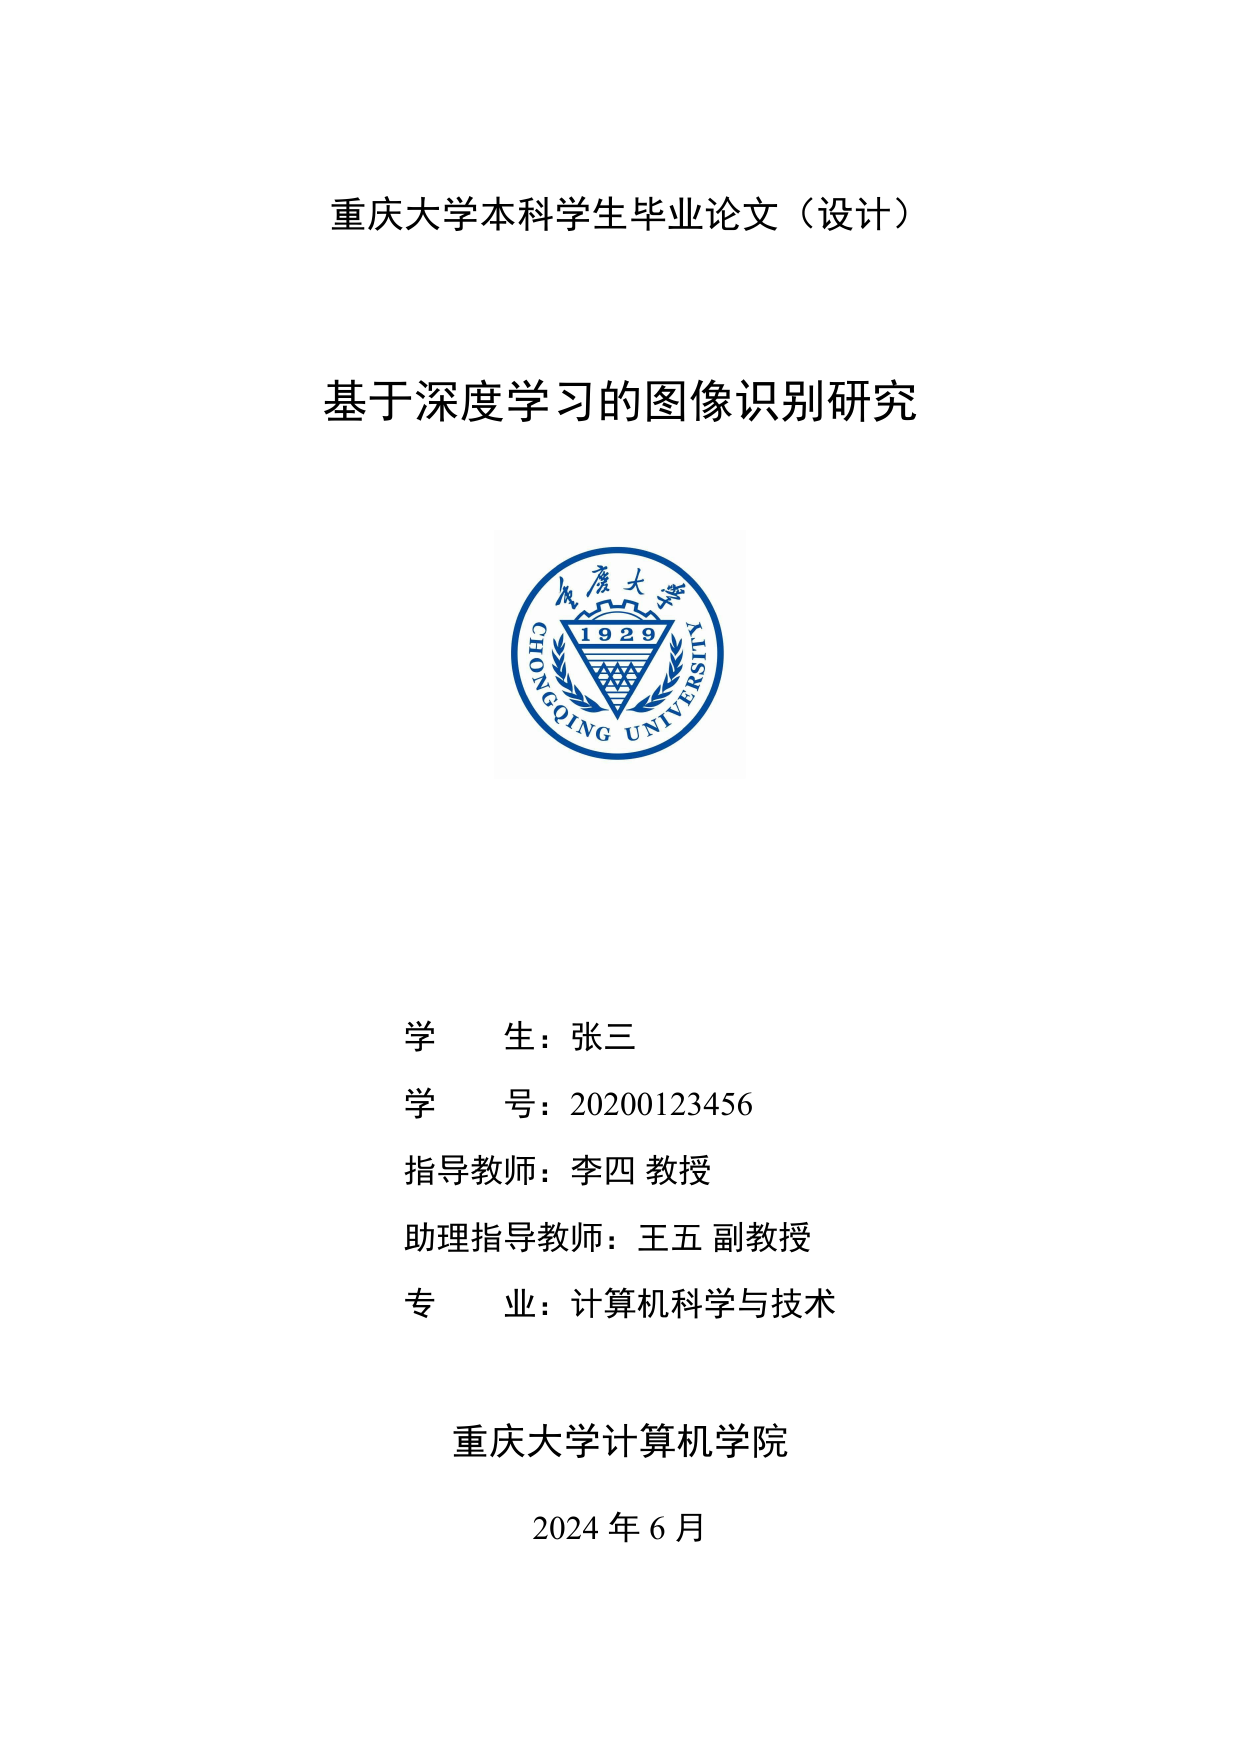 重庆大学本科学生毕业论文（设计）
基于深度学习的图像识别研究
重庆大学
1929
CHONGQING UNIVERSITY
学　　生：张三
学　　号：20200123456
指导教师：李四 教授
助理指导教师：王五 副教授
专　　业：计算机科学与技术
重庆大学计算机学院
2024 年 6 月